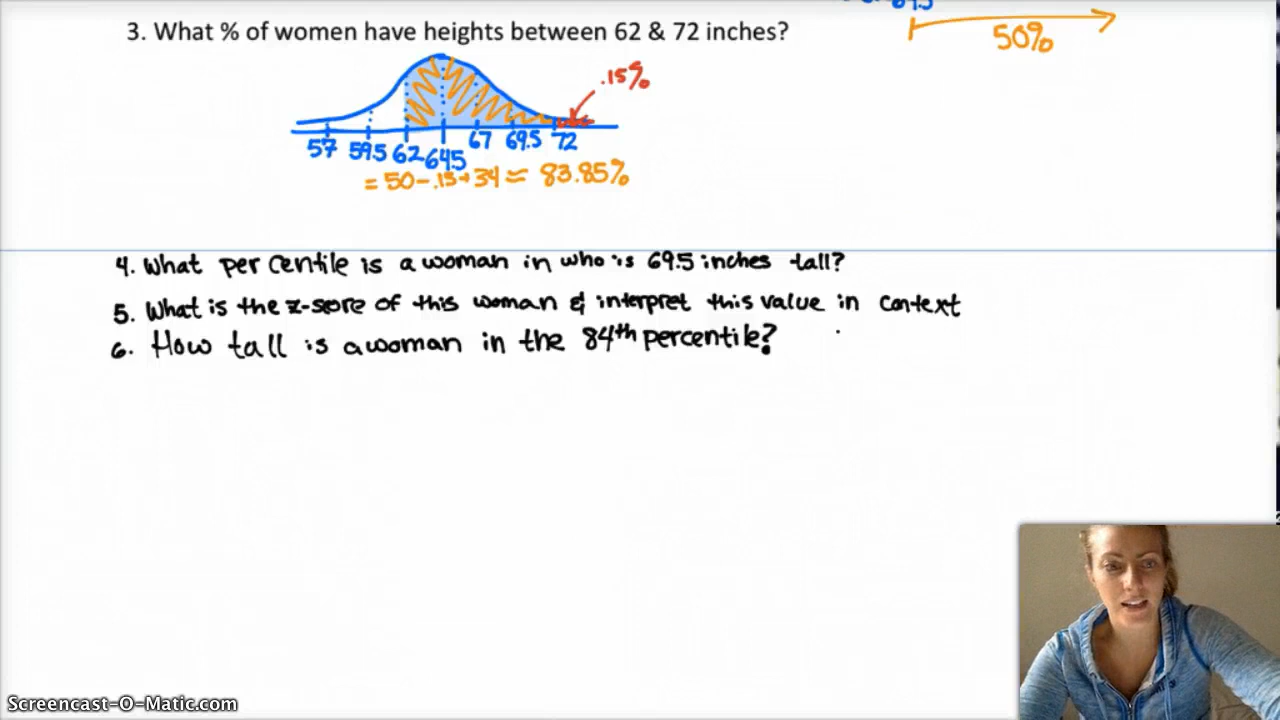 64.5
50%
3. What % of women have heights between 62 & 72 inches?
.15%
57 59.5 62 64.5 67 69.5 72
= 50 - .15 + 34 = 83.85%
4. What percentile is a woman in who is 69.5 inches tall?
5. What is the z-score of this woman & interpret this value in context
6. How tall is a woman in the 84th percentile?
Screencast-O-Matic.com